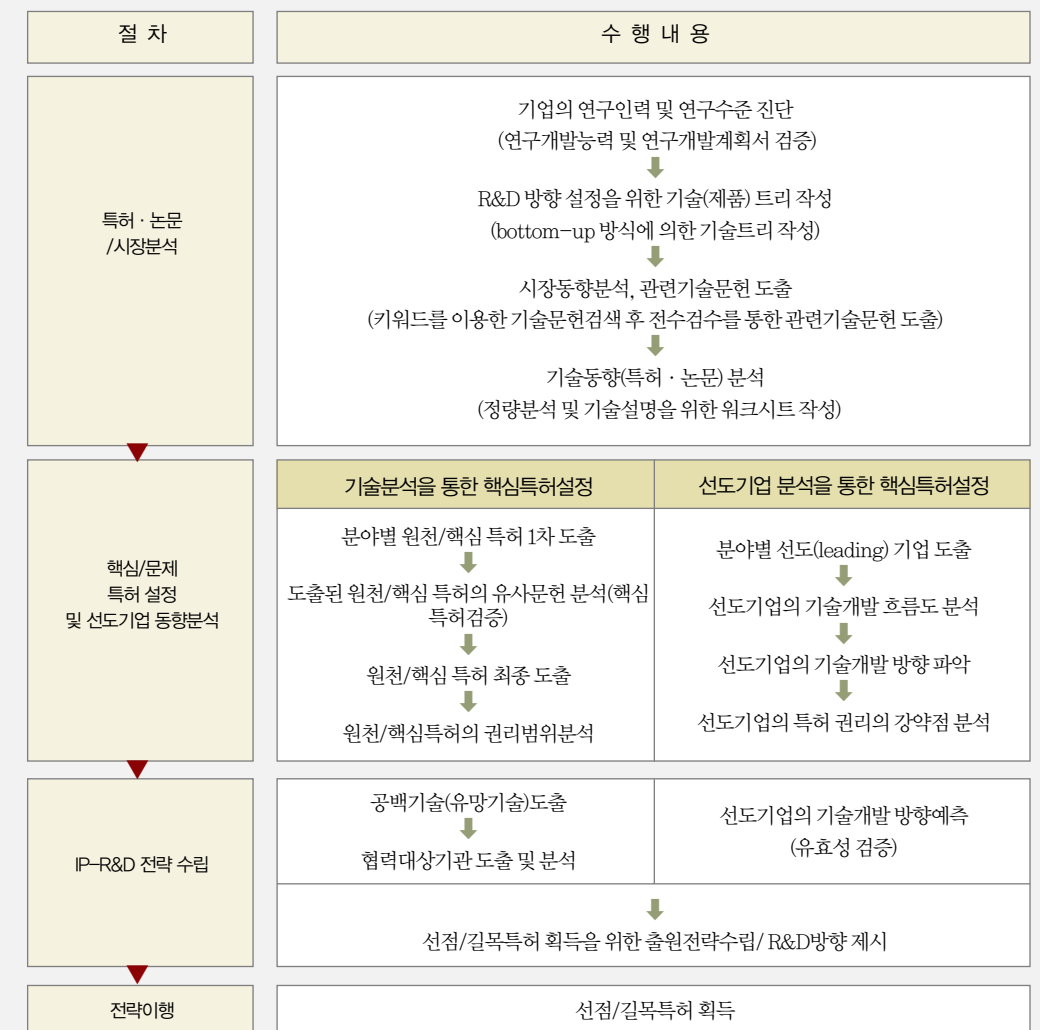 절 차
수 행 내 용
특허 · 논문
/시장분석
기업의 연구인력 및 연구수준 진단
(연구개발능력 및 연구개발계획서 검증)
R&D 방향 설정을 위한 기술(제품) 트리 작성
(bottom-up 방식에 의한 기술트리 작성)
시장동향분석, 관련기술문헌 도출
(키워드를 이용한 기술문헌검색 후 전수검수를 통한 관련기술문헌 도출)
기술동향(특허 · 논문) 분석
(정량분석 및 기술설명을 위한 워크시트 작성)
핵심/문제
특허 설정
및 선도기업 동향분석
기술분석을 통한 핵심특허설정
분야별 원천/핵심 특허 1차 도출
도출된 원천/핵심 특허의 유사문헌 분석(핵심
특허검증)
원천/핵심 특허 최종 도출
원천/핵심특허의 권리범위분석
선도기업 분석을 통한 핵심특허설정
분야별 선도(leading) 기업 도출
선도기업의 기술개발 흐름도 분석
선도기업의 기술개발 방향 파악
선도기업의 특허 권리의 강약점 분석
IP-R&D 전략 수립
공백기술(유망기술)도출
협력대상기관 도출 및 분석
선도기업의 기술개발 방향예측
(유효성 검증)
선점/길목특허 획득을 위한 출원전략수립/ R&D방향 제시
전략이행
선점/길목특허 획득